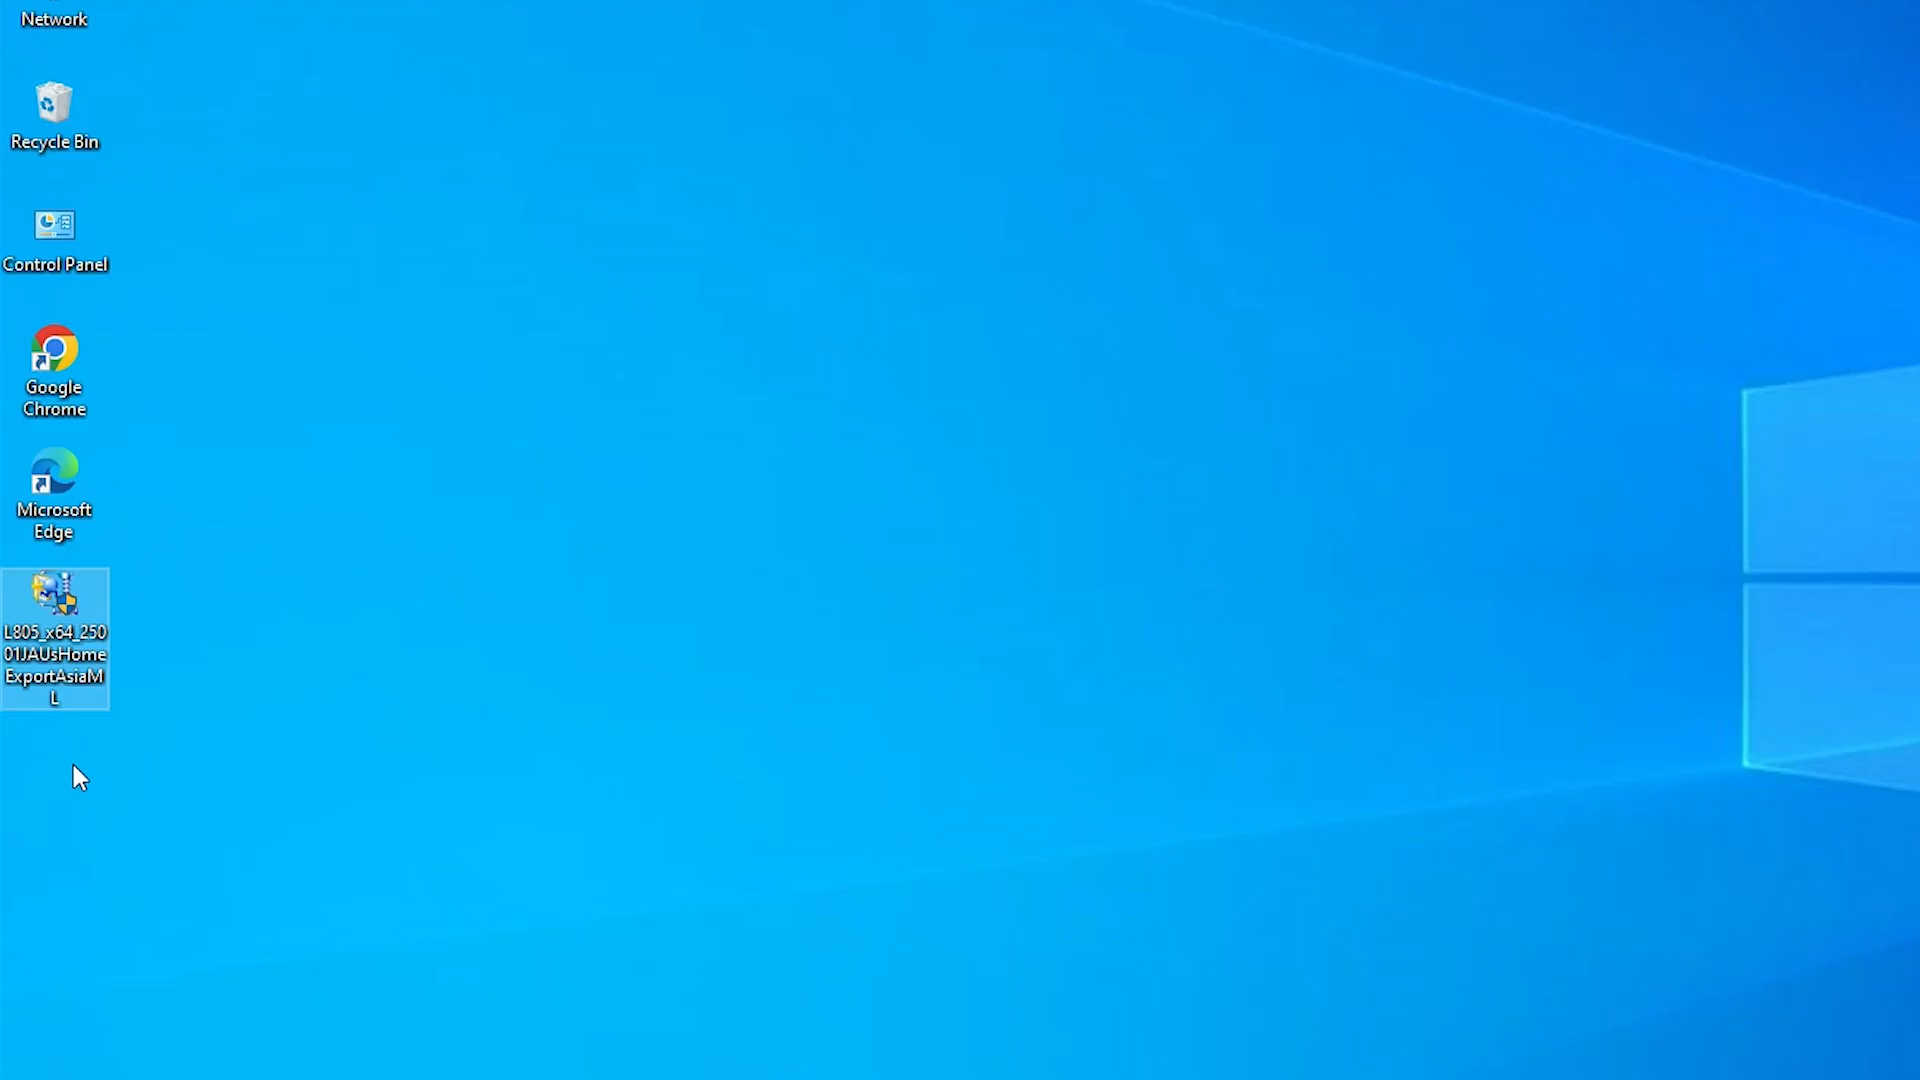 Network
Recycle Bin
Control Panel
Google
Chrome
Microsoft
Edge
L805_x64_250
01JAUsHome
ExportAsiaM
L